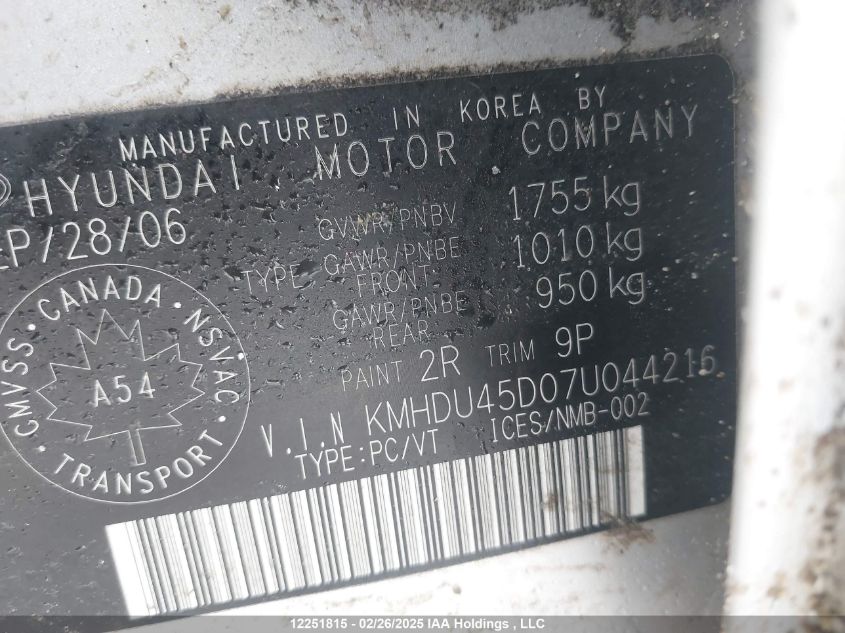 MANUFACTURED IN KOREA BY
HYUNDAI MOTOR COMPANY
EP/28/06
GVWR/PNBV 1755 kg
TYPE GAWR/PNBE FRONT 1010 kg
GAWR/PNBE REAR 950 kg
PAINT 2R TRIM 9P
V.I.N KMHDU45D07U044216
TYPE:PC/VT ICES/NMB-002
CANADA · NSVAC · TRANSPORT · CMVSS ·
A54
12251815 - 02/26/2025 IAA Holdings , LLC